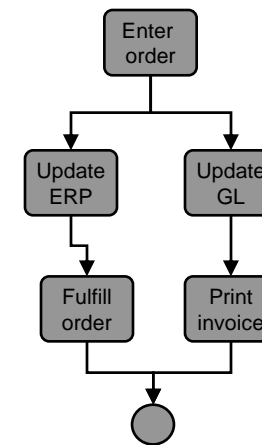 Enter
order
Update
ERP
Update
GL
Fulfill
order
Print
invoice